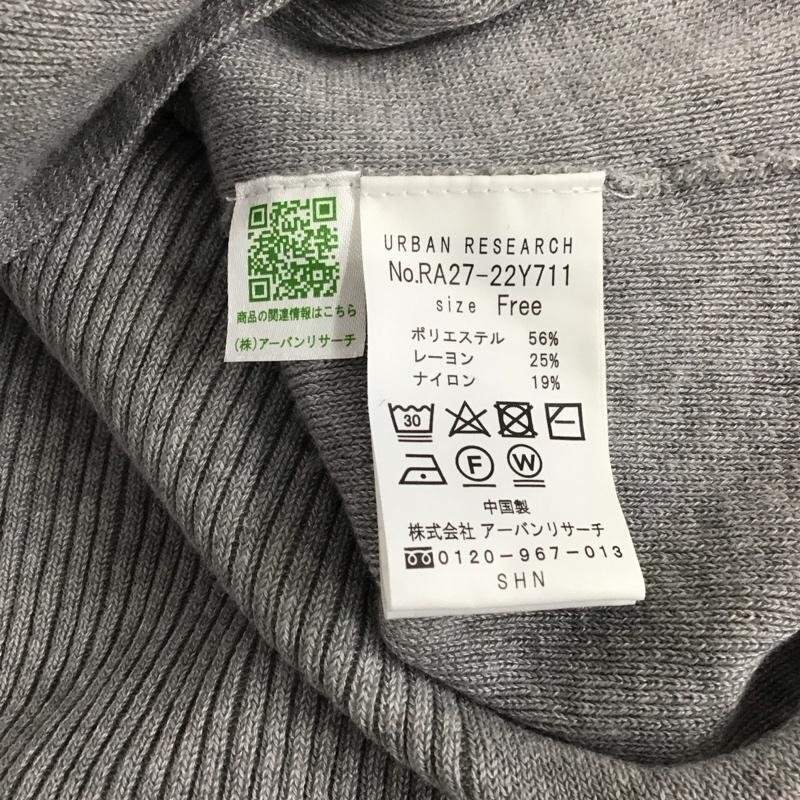 商品の関連情報はこちら
(株)アーバンリサーチ
URBAN RESEARCH
No.RA27-22Y711
size Free
ポリエステル 56%
レーヨン 25%
ナイロン 19%
30
F W
中国製
株式会社 アーバンリサーチ
0120-967-013
SHN